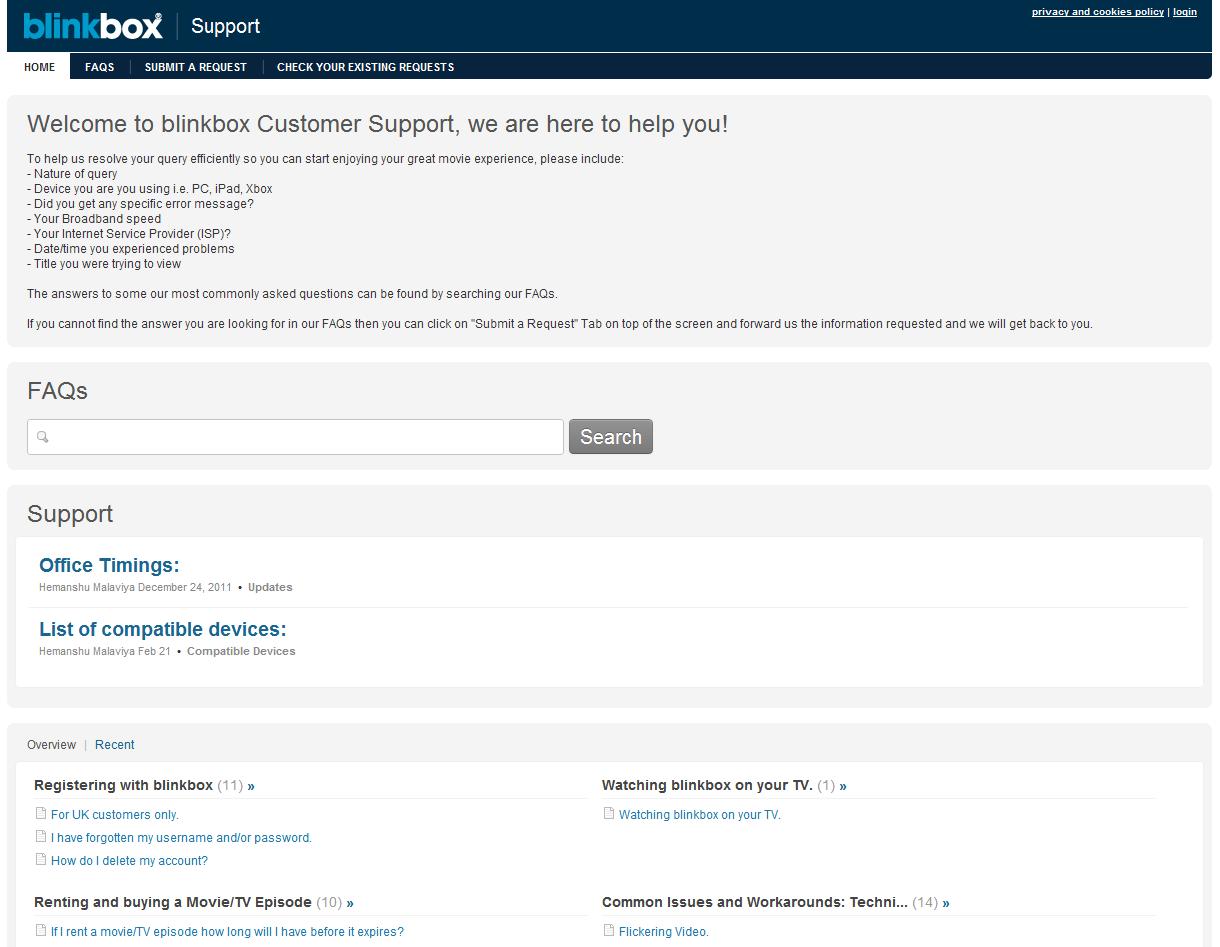 blinkbox Support
privacy and cookies policy | login
HOME FAQS SUBMIT A REQUEST CHECK YOUR EXISTING REQUESTS
Welcome to blinkbox Customer Support, we are here to help you!
To help us resolve your query efficiently so you can start enjoying your great movie experience, please include:
- Nature of query
- Device you are you using i.e. PC, iPad, Xbox
- Did you get any specific error message?
- Your Broadband speed
- Your Internet Service Provider (ISP)?
- Date/time you experienced problems
- Title you were trying to view
The answers to some our most commonly asked questions can be found by searching our FAQs.
If you cannot find the answer you are looking for in our FAQs then you can click on "Submit a Request" Tab on top of the screen and forward us the information requested and we will get back to you.
FAQs
Search
Support
Office Timings:
Hemanshu Malaviya December 24, 2011 • Updates
List of compatible devices:
Hemanshu Malaviya Feb 21 • Compatible Devices
Overview | Recent
Registering with blinkbox (11) »
For UK customers only.
I have forgotten my username and/or password.
How do I delete my account?
Watching blinkbox on your TV. (1) »
Watching blinkbox on your TV.
Renting and buying a Movie/TV Episode (10) »
If I rent a movie/TV episode how long will I have before it expires?
Common Issues and Workarounds: Techni... (14) »
Flickering Video.